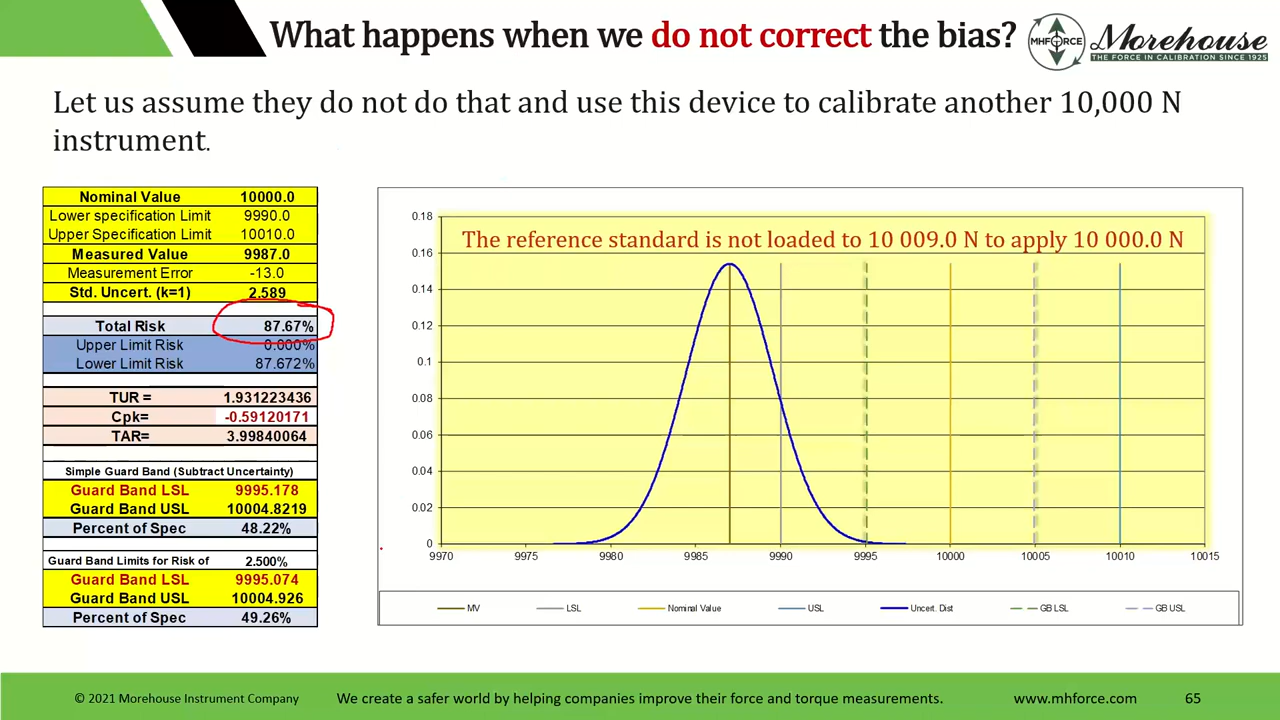 What happens when we do not correct the bias?
MHFORCE
Morehouse
THE FORCE IN CALIBRATION SINCE 1925
Let us assume they do not do that and use this device to calibrate another 10,000 N
instrument.
Nominal Value 10000.0
Lower specification Limit 9990.0
Upper Specification Limit 10010.0
Measured Value 9987.0
Measurement Error -13.0
Std. Uncert. (k=1) 2.589
Total Risk 87.67%
Upper Limit Risk 0.000%
Lower Limit Risk 87.672%
TUR = 1.931223436
Cpk= -0.59120171
TAR= 3.99840064
Simple Guard Band (Subtract Uncertainty)
Guard Band LSL 9995.178
Guard Band USL 10004.8219
Percent of Spec 48.22%
Guard Band Limits for Risk of 2.500%
Guard Band LSL 9995.074
Guard Band USL 10004.926
Percent of Spec 49.26%
The reference standard is not loaded to 10 009.0 N to apply 10 000.0 N
0.18
0.16
0.14
0.12
0.1
0.08
0.06
0.04
0.02
0
9970 9975 9980 9985 9990 9995 10000 10005 10010 10015
MV LSL Nominal Value USL Uncert. Dist GB LSL GB USL
© 2021 Morehouse Instrument Company We create a safer world by helping companies improve their force and torque measurements. www.mhforce.com 65